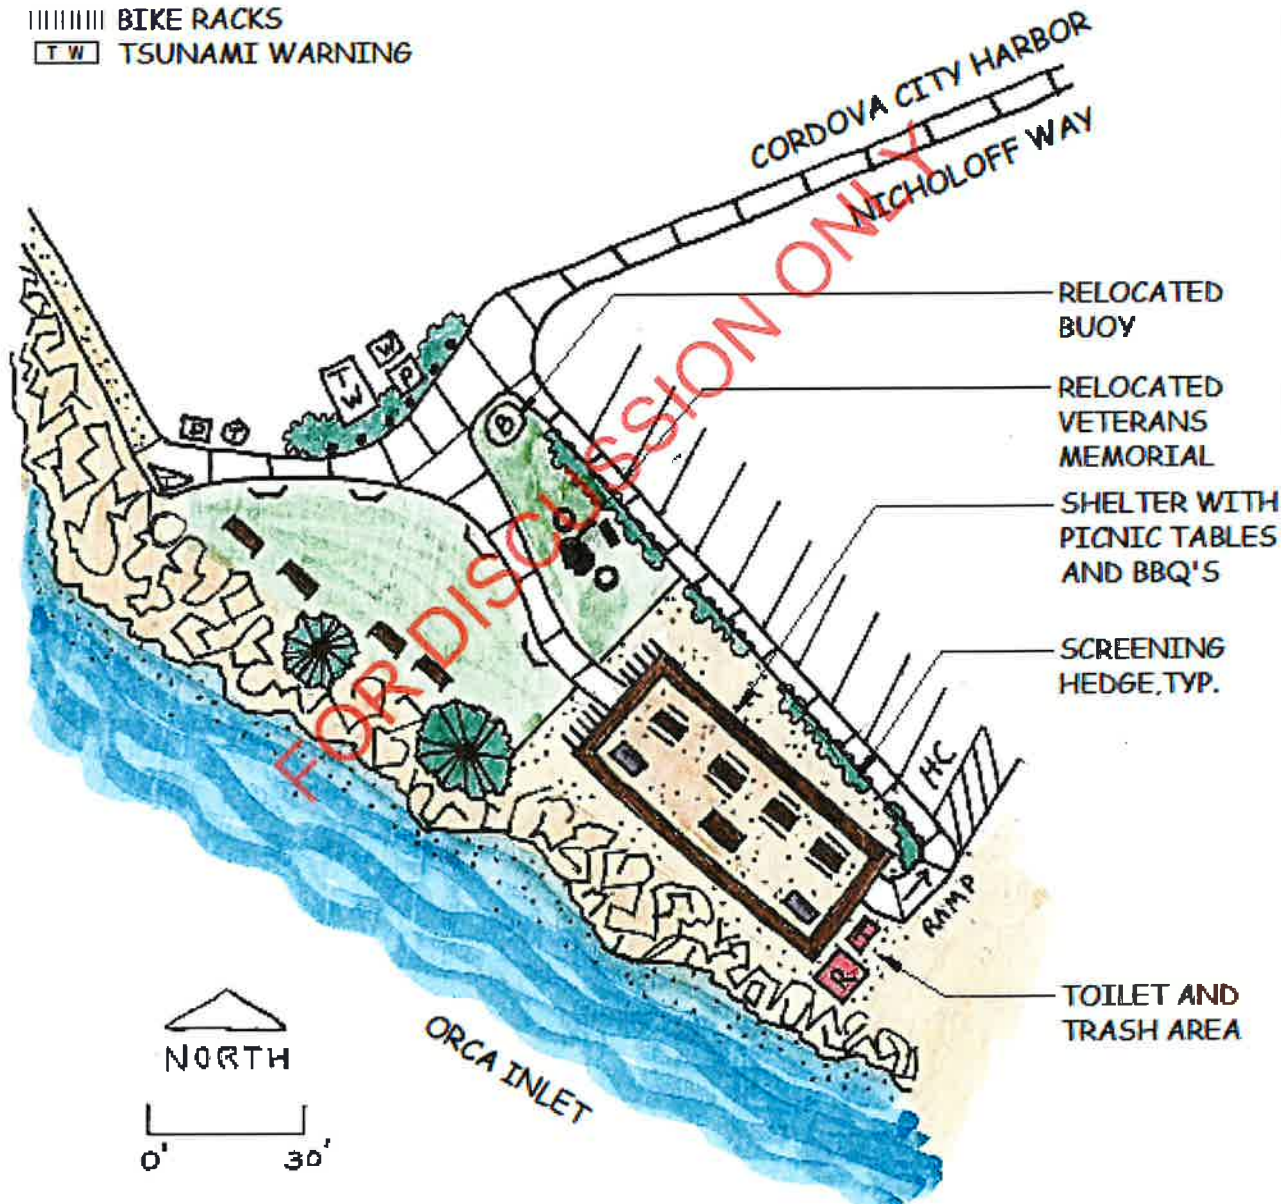 BIKE RACKS
T W TSUNAMI WARNING
CORDOVA CITY HARBOR
NICHOLOFF WAY
RELOCATED
BUOY
RELOCATED
VETERANS
MEMORIAL
SHELTER WITH
PICNIC TABLES
AND BBQ'S
SCREENING
HEDGE,TYP.
TOILET AND
TRASH AREA
FOR DISCUSSION ONLY
W
P
T
W
P
T
B
HC
RAMP
T
R
ORCA INLET
NORTH
0' 30'